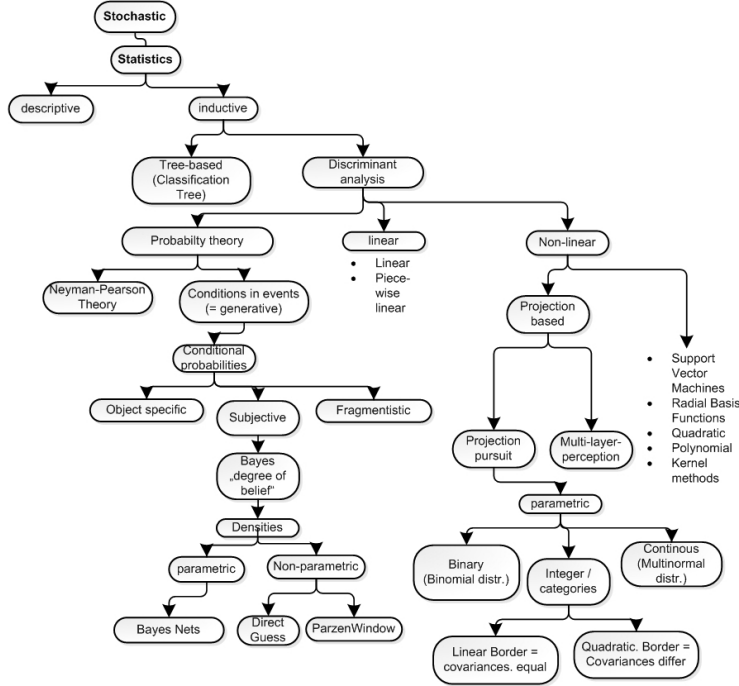 Stochastic
Statistics
descriptive
inductive
Tree-based
(Classification
Tree)
Discriminant
analysis
Probabilty theory
linear
Non-linear
• Linear
• Piece-
wise
linear
Neyman-Pearson
Theory
Conditions in events
(= generative)
Projection
based
Conditional
probabilities
• Support
Vector
Machines
• Radial Basis
Functions
• Quadratic
• Polynomial
• Kernel
methods
Object specific
Subjective
Fragmentistic
Projection
pursuit
Multi-layer-
perception
Bayes
„degree of
belief“
parametric
Densities
Binary
(Binomial distr.)
Integer /
categories
Continous
(Multinormal
distr.)
parametric
Non-parametric
Bayes Nets
Direct
Guess
ParzenWindow
Linear Border =
covariances. equal
Quadratic. Border =
Covariances differ